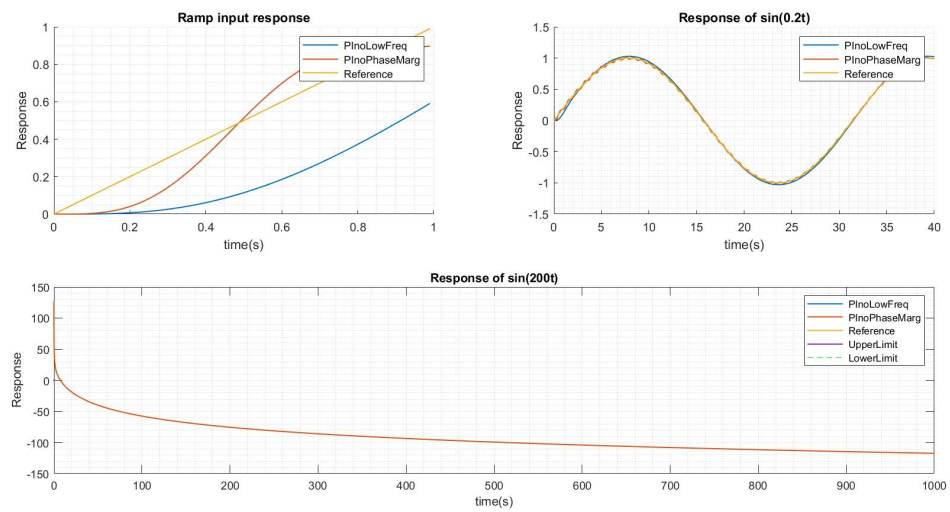 Ramp input response
1
0.8
0.6
0.4
0.2
0
Response
0
0.2
0.4
0.6
0.8
1
time(s)
PInoLowFreq
PInoPhaseMarg
Reference
Response of sin(0.2t)
1.5
1
0.5
0
-0.5
-1
-1.5
Response
0
5
10
15
20
25
30
35
40
time(s)
PInoLowFreq
PInoPhaseMarg
Reference
Response of sin(200t)
150
100
50
0
-50
-100
-150
Response
0
100
200
300
400
500
600
700
800
900
1000
time(s)
PInoLowFreq
PInoPhaseMarg
Reference
UpperLimit
LowerLimit